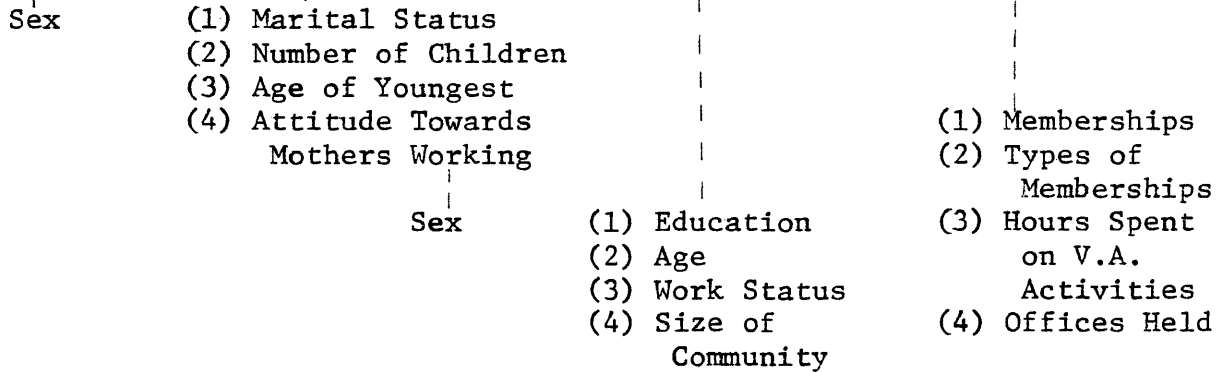 Sex
(1) Marital Status
(2) Number of Children
(3) Age of Youngest
(4) Attitude Towards
Mothers Working
Sex
(1) Education
(2) Age
(3) Work Status
(4) Size of
Community
(1) Memberships
(2) Types of
Memberships
(3) Hours Spent
on V.A.
Activities
(4) Offices Held